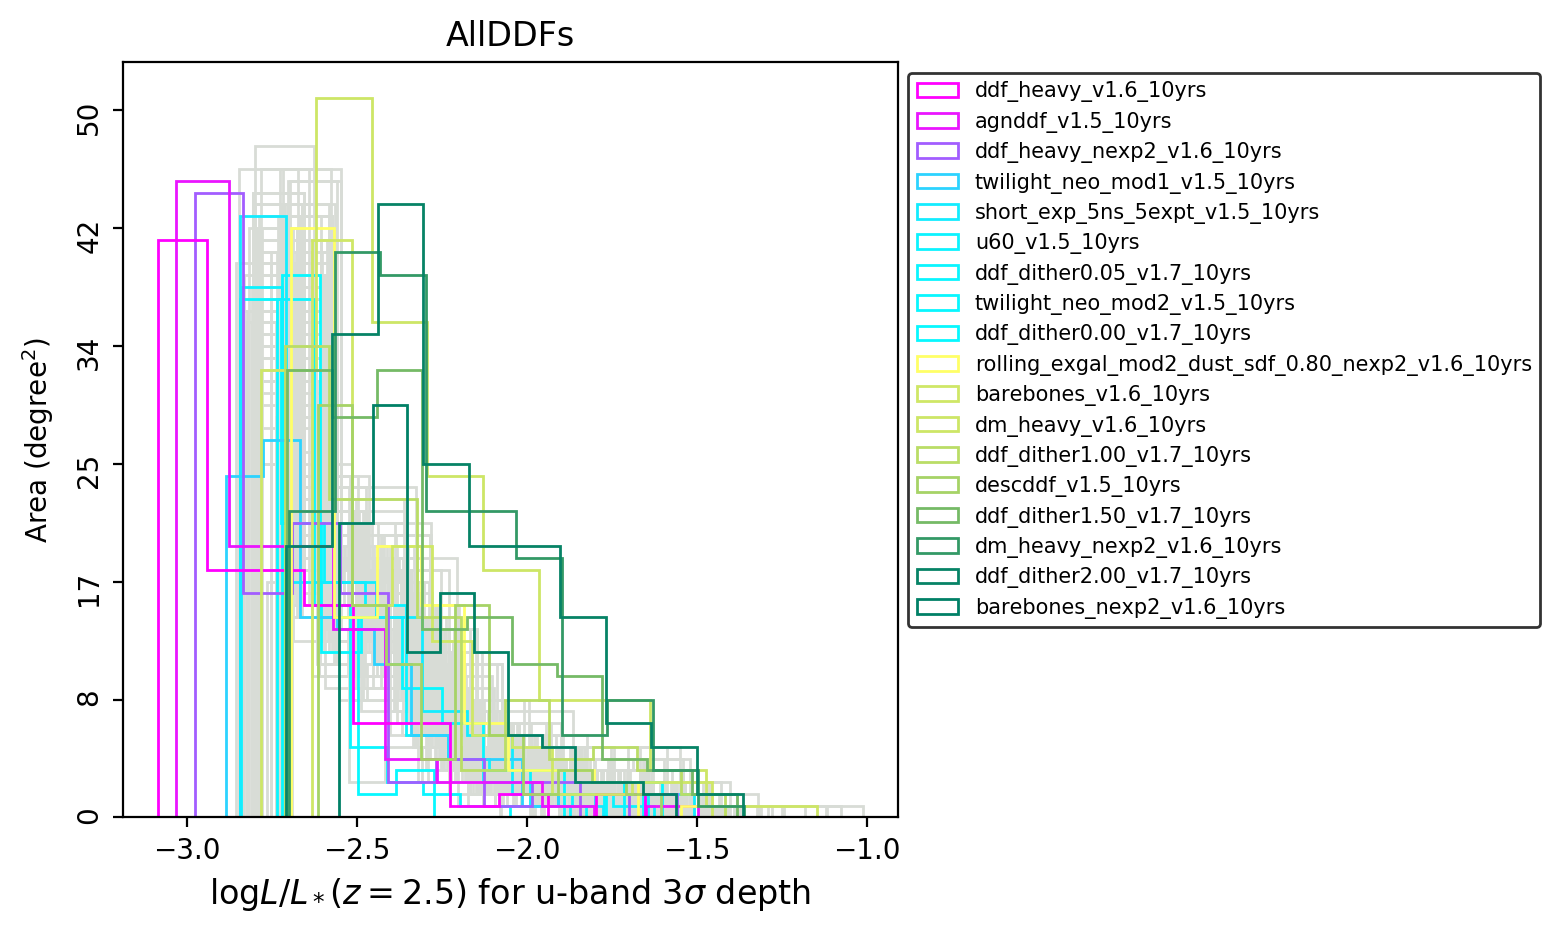 AllDDFs
Area (degree²)
50
42
34
25
17
8
0
−3.0 −2.5 −2.0 −1.5 −1.0
logL/L*(z = 2.5) for u-band 3σ depth
ddf_heavy_v1.6_10yrs
agnddf_v1.5_10yrs
ddf_heavy_nexp2_v1.6_10yrs
twilight_neo_mod1_v1.5_10yrs
short_exp_5ns_5expt_v1.5_10yrs
u60_v1.5_10yrs
ddf_dither0.05_v1.7_10yrs
twilight_neo_mod2_v1.5_10yrs
ddf_dither0.00_v1.7_10yrs
rolling_exgal_mod2_dust_sdf_0.80_nexp2_v1.6_10yrs
barebones_v1.6_10yrs
dm_heavy_v1.6_10yrs
ddf_dither1.00_v1.7_10yrs
descddf_v1.5_10yrs
ddf_dither1.50_v1.7_10yrs
dm_heavy_nexp2_v1.6_10yrs
ddf_dither2.00_v1.7_10yrs
barebones_nexp2_v1.6_10yrs